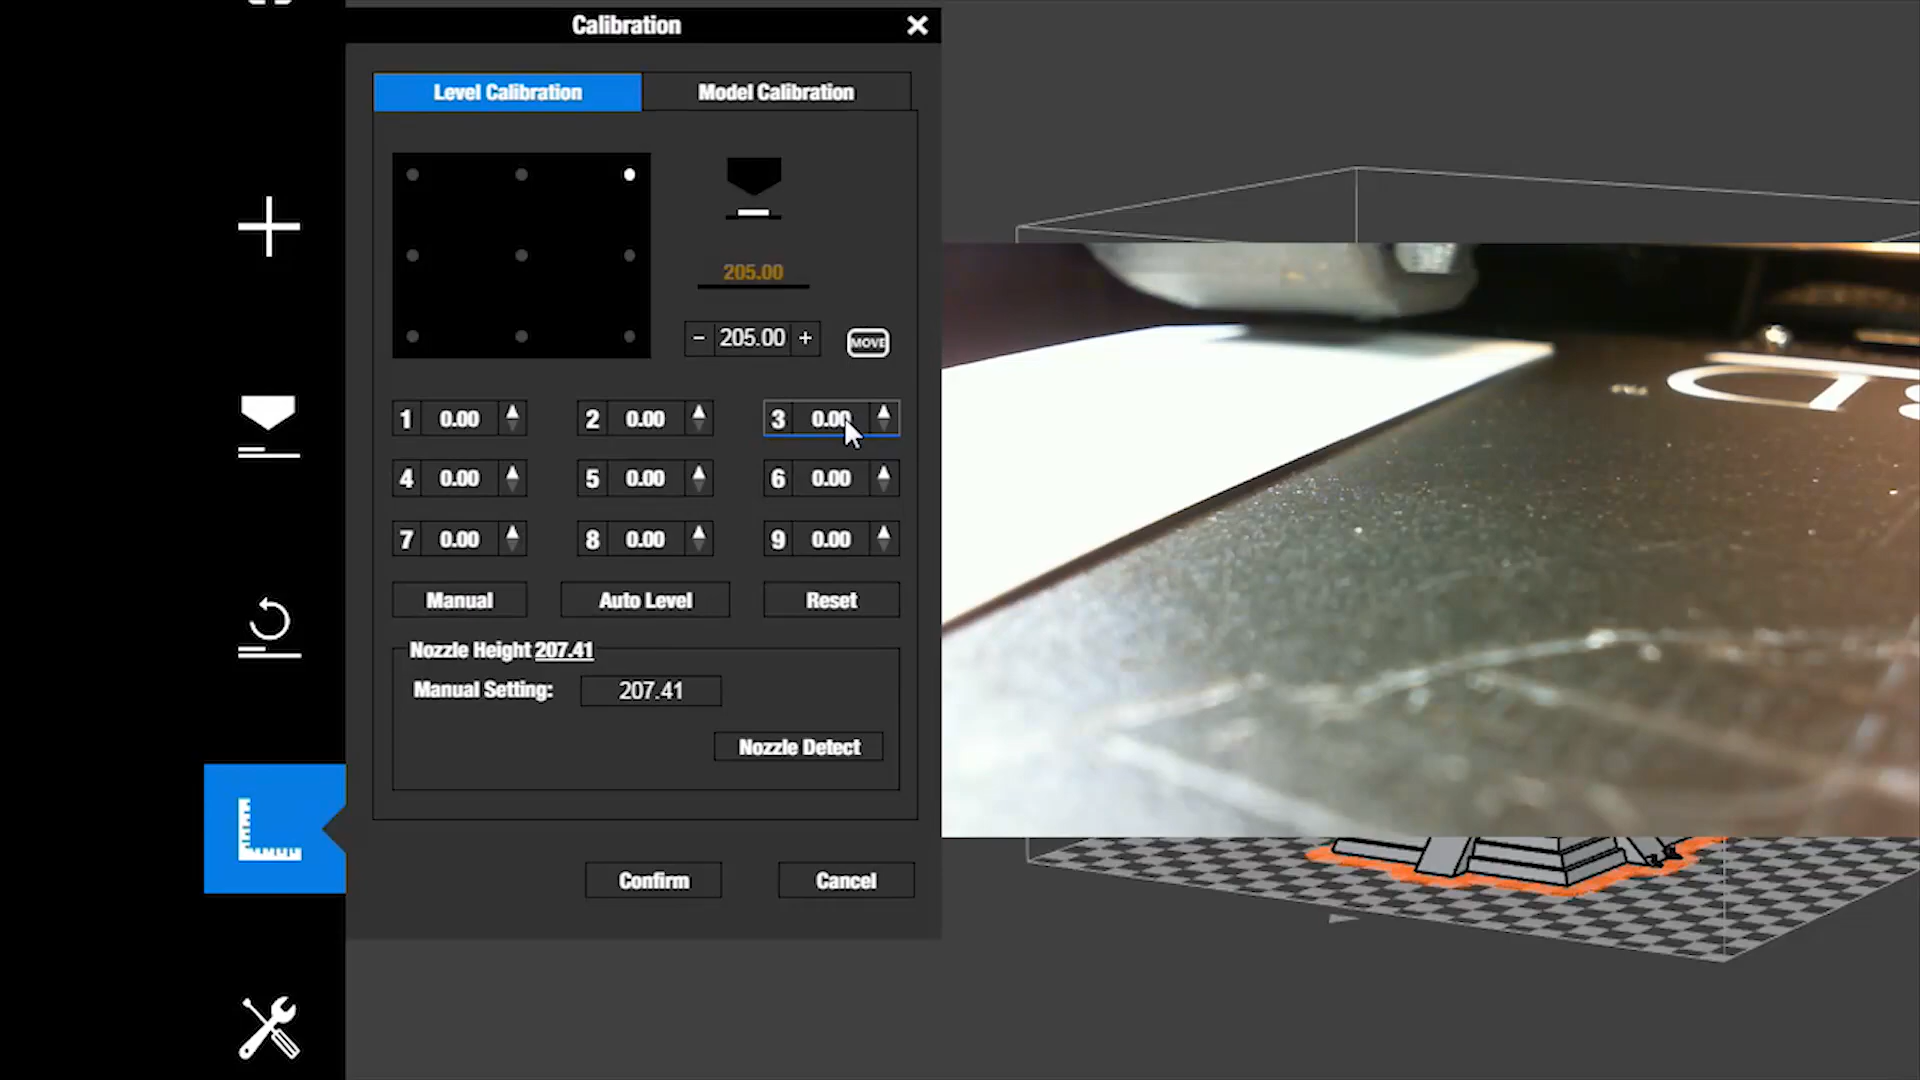 Calibration
Level Calibration
Model Calibration
205.00
- 205.00 +
MOVE
1 0.00
2 0.00
3 0.00
4 0.00
5 0.00
6 0.00
7 0.00
8 0.00
9 0.00
Manual
Auto Level
Reset
Nozzle Height 207.41
Manual Setting: 207.41
Nozzle Detect
Confirm
Cancel